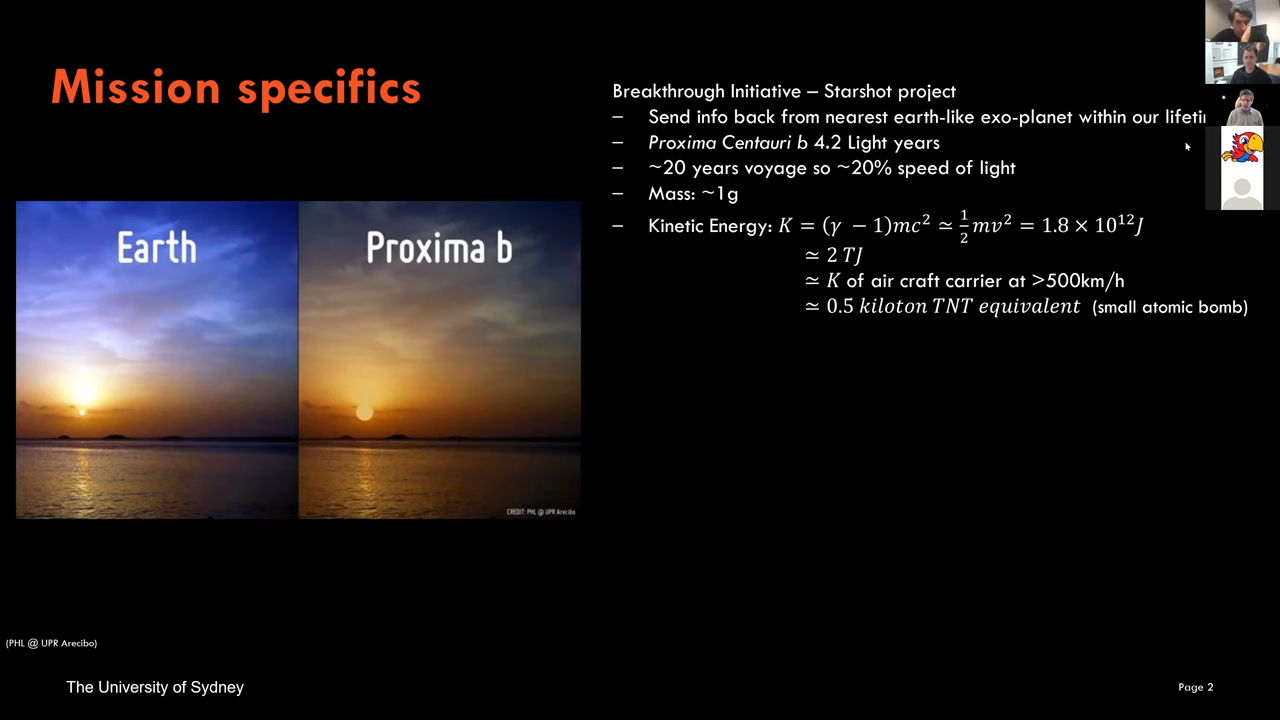 Mission specifics
Breakthrough Initiative – Starshot project
– Send info back from nearest earth-like exo-planet within our lifeti
– Proxima Centauri b 4.2 Light years
– ~20 years voyage so ~20% speed of light
– Mass: ~1g
– Kinetic Energy: K = (γ − 1)mc² ≃ ½ mv² = 1.8 × 10¹² J
≃ 2 TJ
≃ K of air craft carrier at >500km/h
≃ 0.5 kiloton TNT equivalent (small atomic bomb)
Earth
Proxima b
CREDIT: PHL @ UPR Arecibo
(PHL @ UPR Arecibo)
The University of Sydney
Page 2